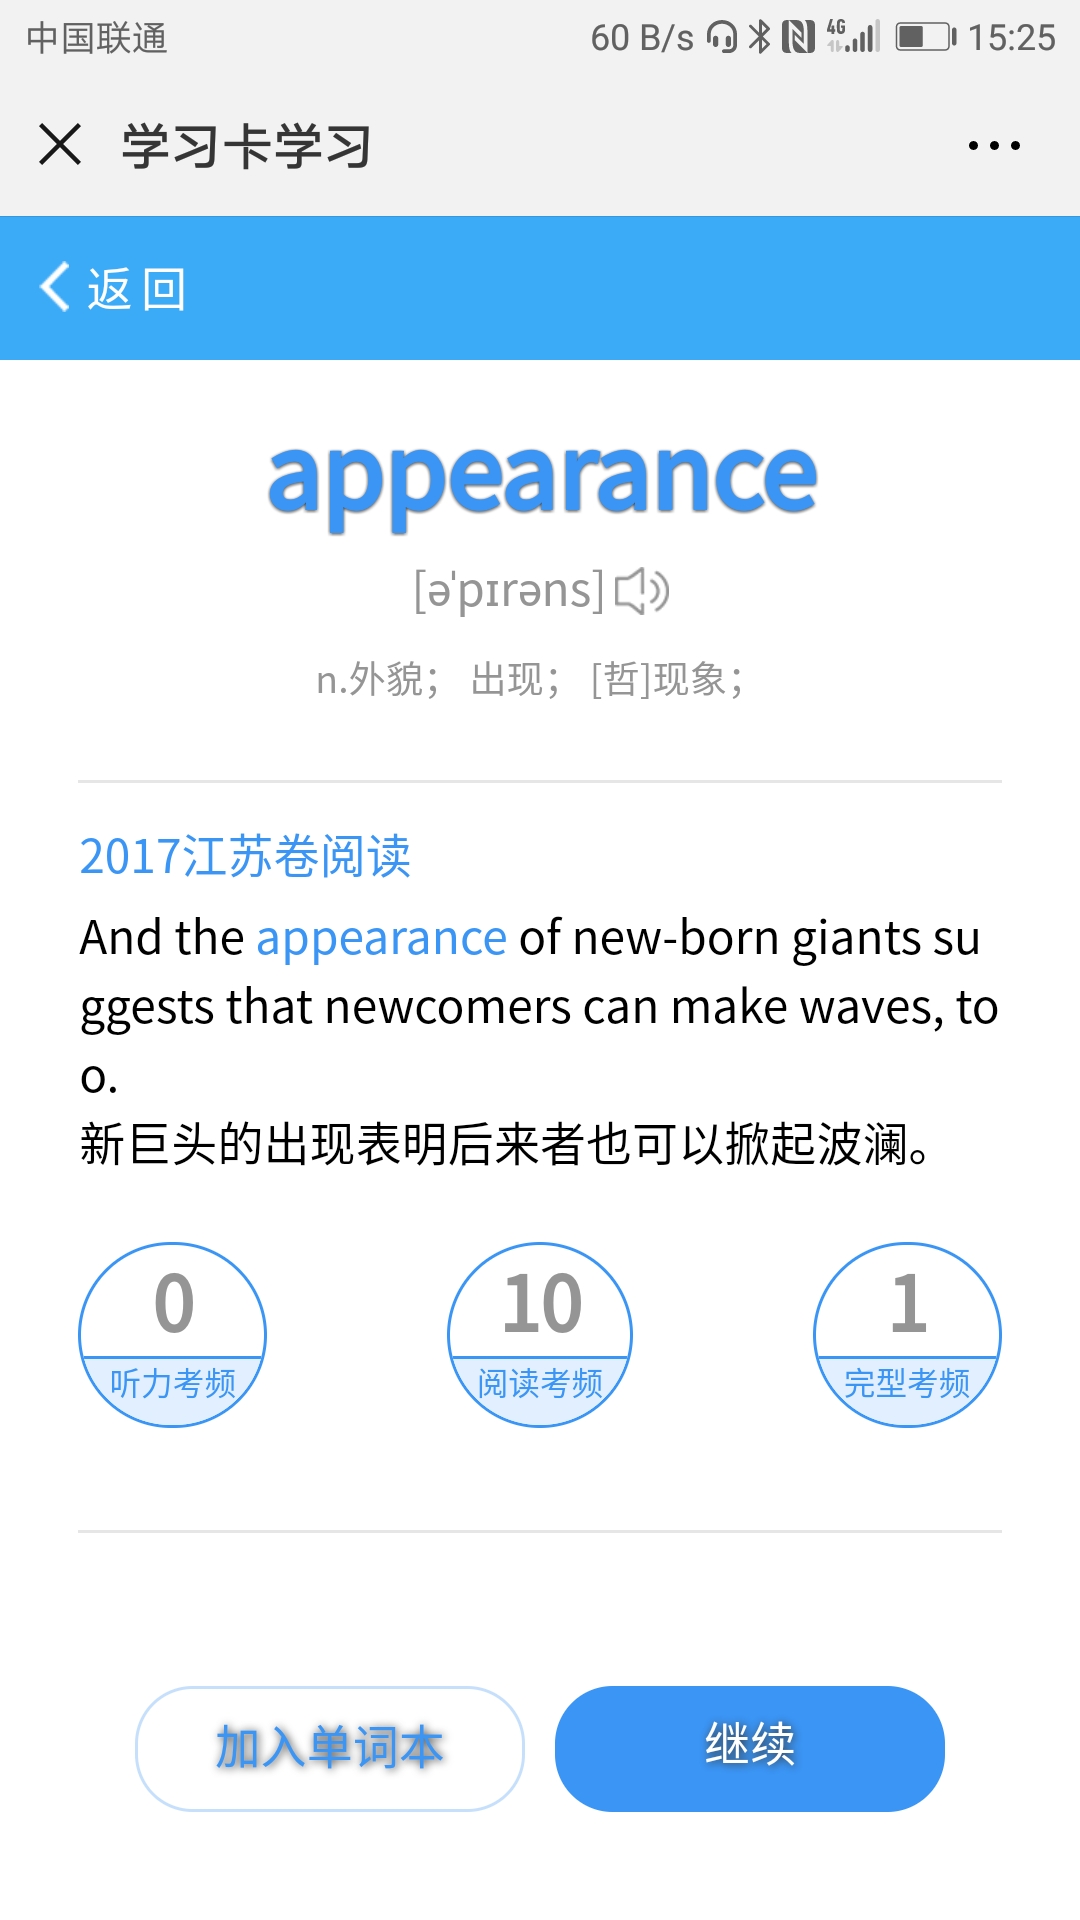 中国联通 60 B/s 4G 15:25
学习卡学习
返回
appearance
[ə'pɪrəns]
n.外貌； 出现； [哲]现象；
2017江苏卷阅读
And the appearance of new-born giants su
ggests that newcomers can make waves, to
o.
新巨头的出现表明后来者也可以掀起波澜。
0 10 1
听力考频 阅读考频 完型考频
加入单词本 继续